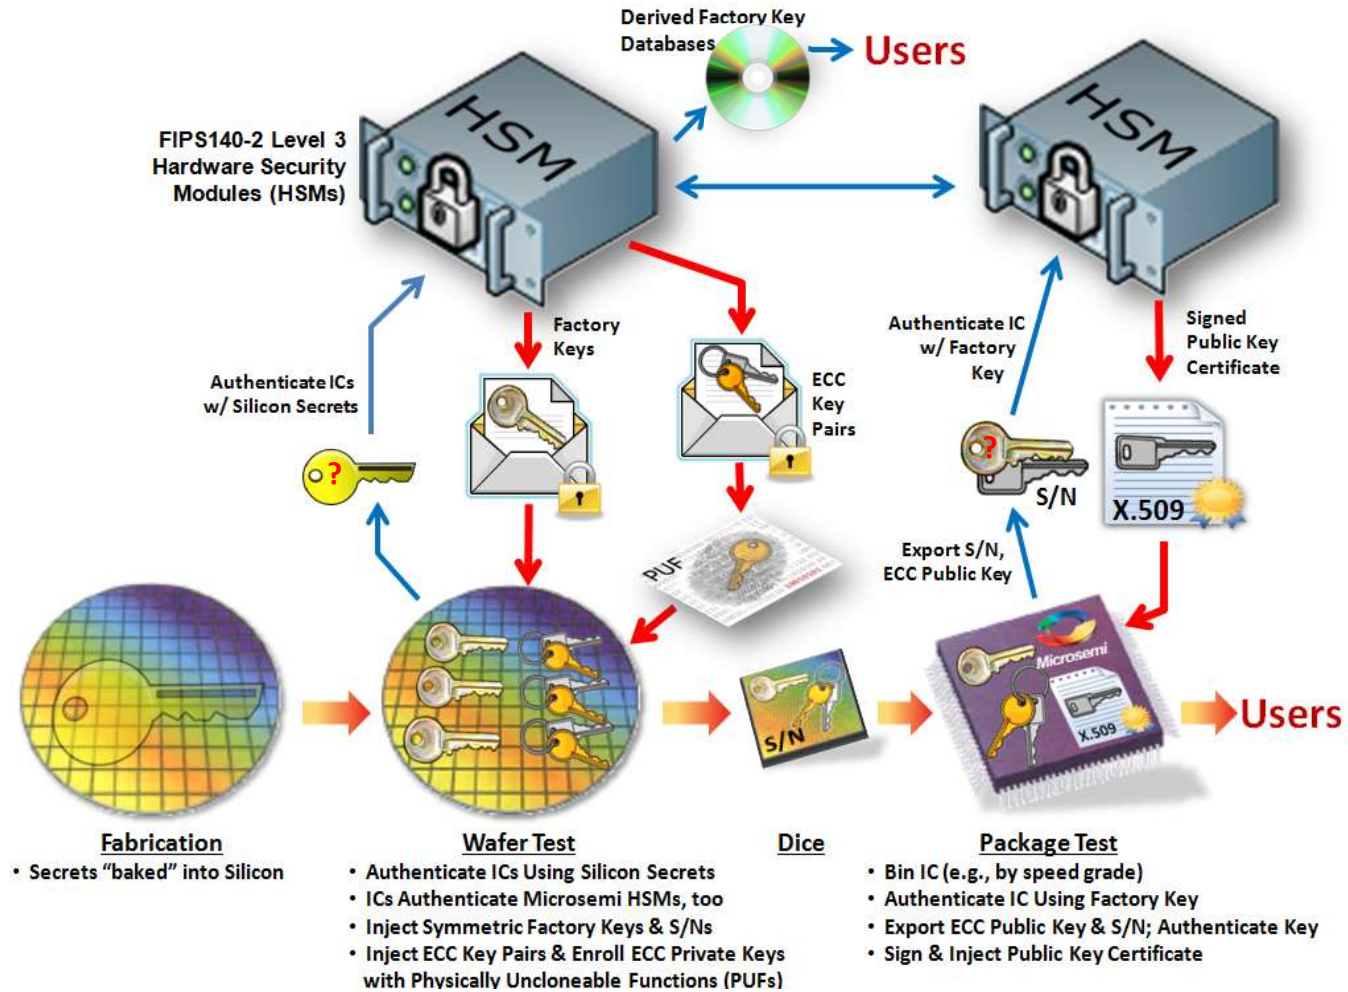 Derived Factory Key
Databases
Users
HSM
HSM
FIPS140-2 Level 3
Hardware Security
Modules (HSMs)
Factory
Keys
Authenticate ICs
w/ Silicon Secrets
?
ECC
Key
Pairs
Authenticate IC
w/ Factory
Key
Signed
Public Key
Certificate
?
S/N
X.509
Export S/N,
ECC Public Key
PUF
S/N
Microsemi
X.509
Users
Fabrication
• Secrets “baked” into Silicon
Wafer Test
• Authenticate ICs Using Silicon Secrets
• ICs Authenticate Microsemi HSMs, too
• Inject Symmetric Factory Keys & S/Ns
• Inject ECC Key Pairs & Enroll ECC Private Keys
with Physically Uncloneable Functions (PUFs)
Dice
Package Test
• Bin IC (e.g., by speed grade)
• Authenticate IC Using Factory Key
• Export ECC Public Key & S/N; Authenticate Key
• Sign & Inject Public Key Certificate